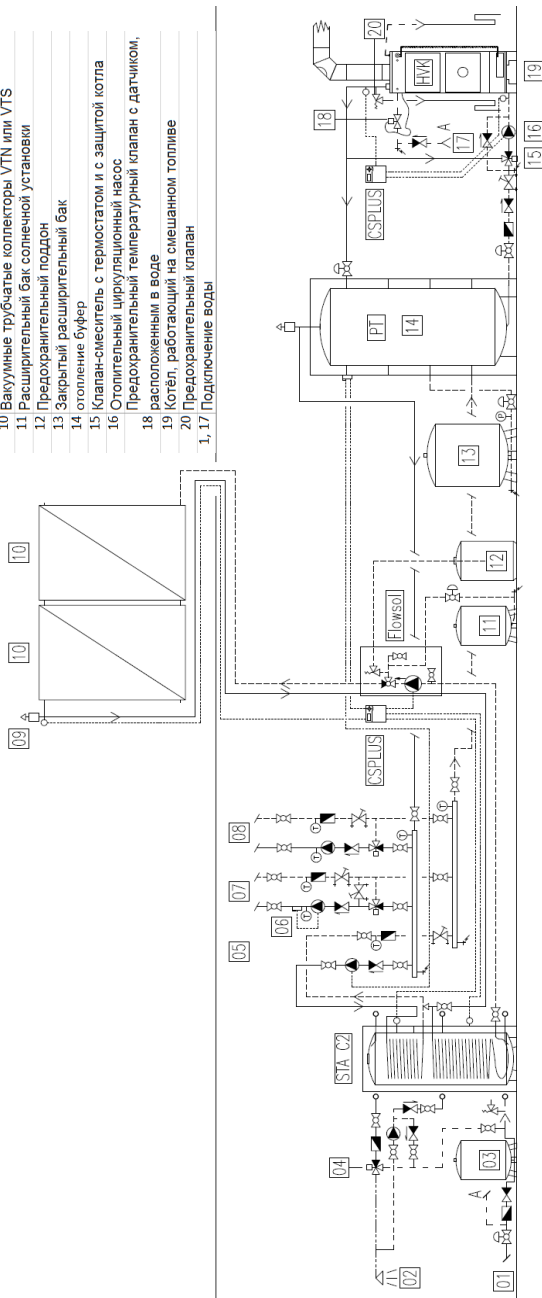 10 Вакуумные трубчатые коллекторы VTN или VTS
11 Расширительный бак солнечной установки
12 Предохранительный поддон
13 Закрытый расширительный бак
14 отопление буфер
15 Клапан-смеситель с термостатом и с защитой котла
16 Отопительный циркуляционный насос
Предохранительный температурный клапан с датчиком,
18 расположенным в воде
19 Котёл, работающий на смешанном топливе
20 Предохранительный клапан
1, 17 Подключение воды
09
10
10
01
02
03
04
A
STA C2
05
06
07
08
T
T
T
T
T
T
T
CSPLUS
Flowsol
11
12
13
P
PT
14
CSPLUS
18
A
17
HVK
20
15
16
19